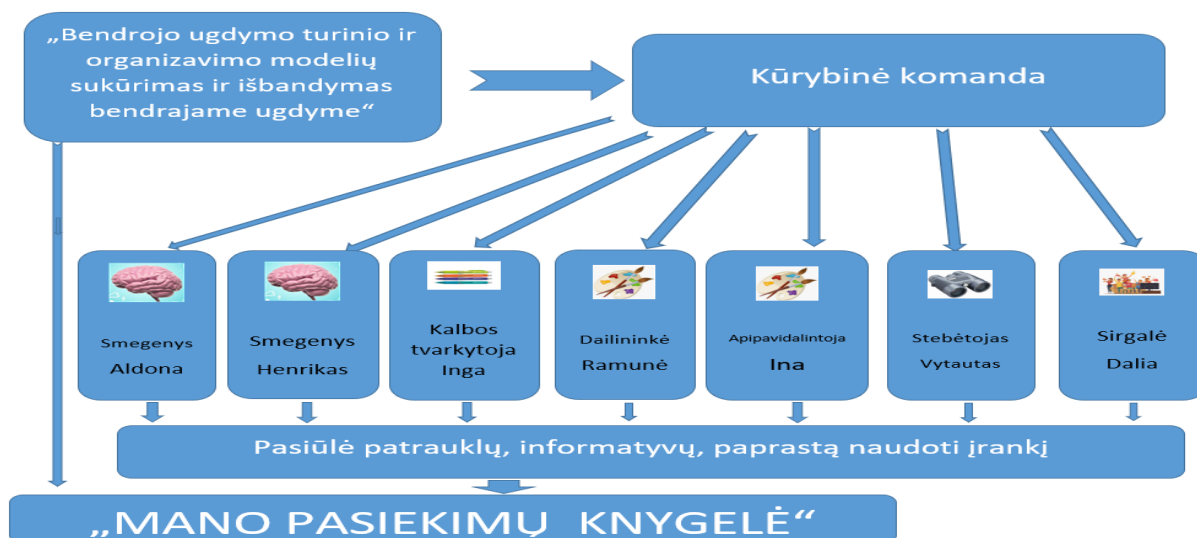 „Bendrojo ugdymo turinio ir
organizavimo modelių
sukūrimas ir išbandymas
bendrajame ugdyme“
Kūrybinė komanda
Smegenys
Aldona
Smegenys
Henrikas
Kalbos
tvarkytoja
Inga
Dailininkė
Ramunė
Apipavidalintoja
Ina
Stebėtojas
Vytautas
Sirgalė
Dalia
Pasiūlė patrauklų, informatyvų, paprastą naudoti įrankį
„MANO PASIEKIMŲ KNYGELĖ“